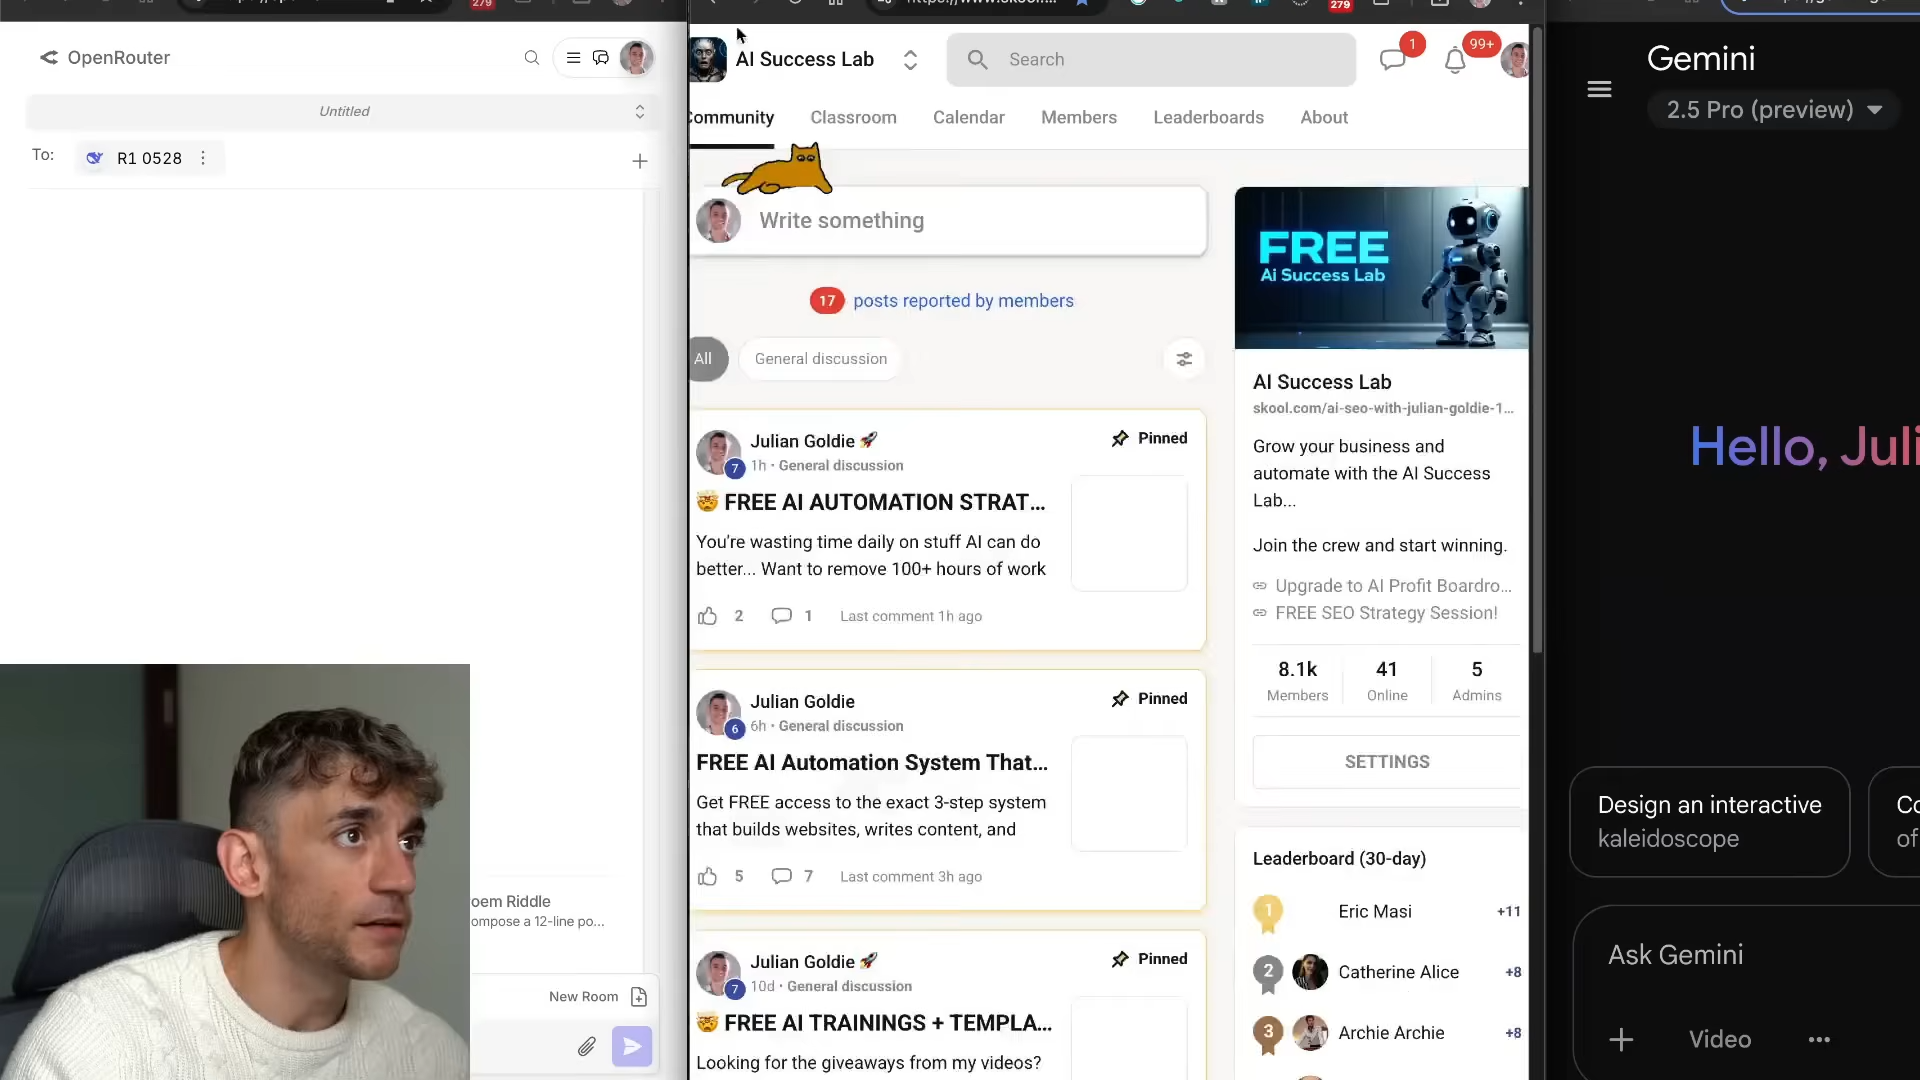 279
OpenRouter
Untitled
To:
R1 0528
oem Riddle
ompose a 12-line po...
New Room
279
AI Success Lab
Search
1
99+
Community
Classroom
Calendar
Members
Leaderboards
About
Write something
17 posts reported by members
All
General discussion
Julian Goldie 🚀
Pinned
7
1h • General discussion
🤯 FREE AI AUTOMATION STRAT...
You're wasting time daily on stuff AI can do
better... Want to remove 100+ hours of work
2
1
Last comment 1h ago
Julian Goldie
Pinned
6
6h • General discussion
FREE AI Automation System That...
Get FREE access to the exact 3-step system
that builds websites, writes content, and
5
7
Last comment 3h ago
Julian Goldie 🚀
Pinned
7
10d • General discussion
🤯 FREE AI TRAININGS + TEMPLA...
Looking for the giveaways from my videos?
FREE
Ai Success Lab
AI Success Lab
skool.com/ai-seo-with-julian-goldie-1...
Grow your business and
automate with the AI Success
Lab...
Join the crew and start winning.
Upgrade to AI Profit Boardro...
FREE SEO Strategy Session!
8.1k
41
5
Members
Online
Admins
SETTINGS
Leaderboard (30-day)
1
Eric Masi
+11
2
Catherine Alice
+8
3
Archie Archie
+8
Gemini
2.5 Pro (preview)
Hello, Juli
Design an interactive
kaleidoscope
Co
of
Ask Gemini
Video